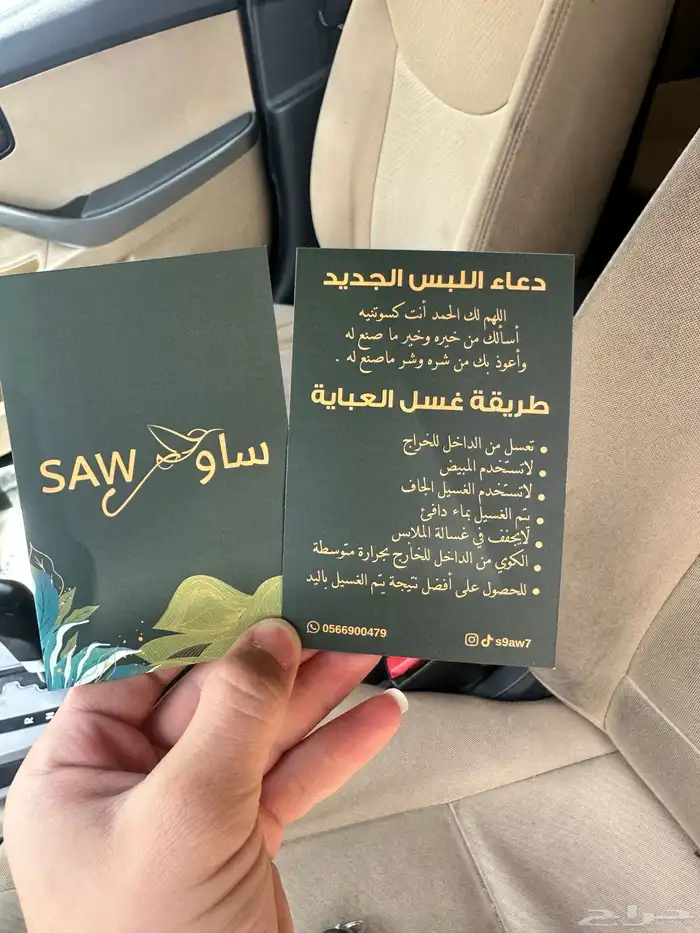 SAW ساو
دعاء اللبس الجديد
اللهم لك الحمد أنت كسوتنيه
أسألك من خيره وخير ما صنع له
وأعوذ بك من شره وشر ماصنع له .
طريقة غسل العباية
• تغسل من الداخل للخراج
• لاتستخدم المبيض
• لاتستخدم الغسيل الجاف
• يتم الغسيل بماء دافئ
• لايجفف في غسالة الملابس
• الكوي من الداخل للخارج بجرارة متوسطة
• للحصول على أفضل نتيجة يتم الغسيل باليد
0566900479
s9aw7
R
حراج